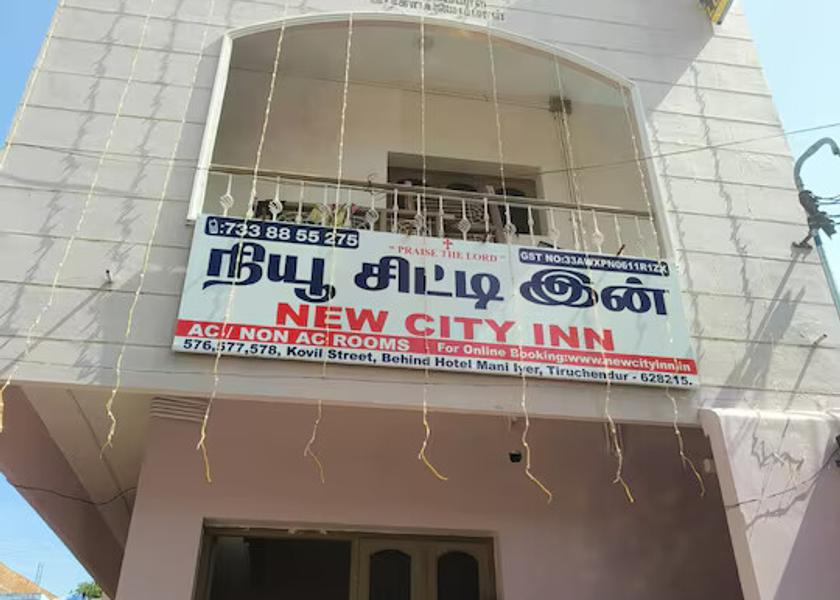 📱:733 88 55 275
" PRAISE THE LORD "
GST NO:33AWXPN0611R1ZX
நியூ சிட்டி இன்
NEW CITY INN
AC / NON AC ROOMS For Online Booking:www.newcityinn.in
576,577,578, Kovil Street, Behind Hotel Mani Iyer, Tiruchendur - 628215.